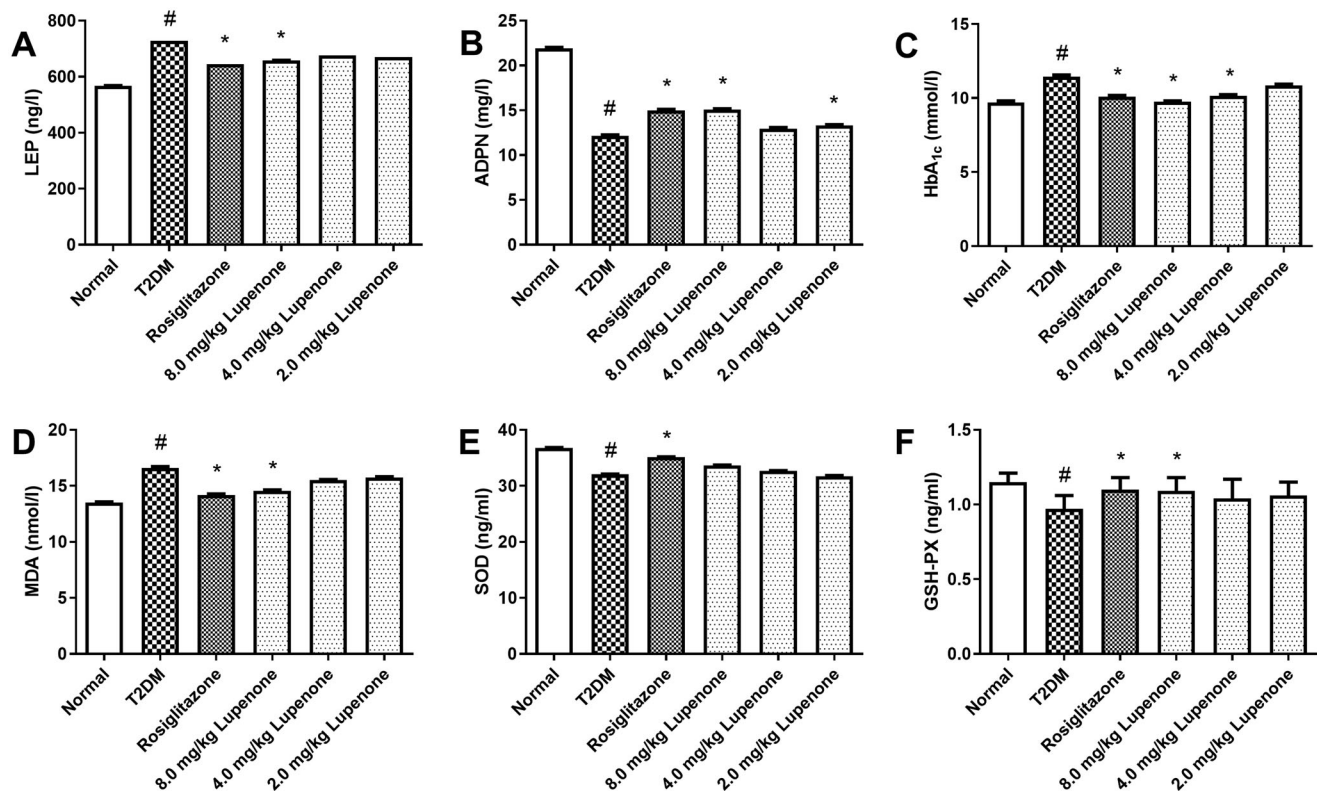 A
LEP (ng/l)
800
600
400
200
0
#
*
*
Normal
T2DM
Rosiglitazone
8.0 mg/kg Lupenone
4.0 mg/kg Lupenone
2.0 mg/kg Lupenone
B
ADPN (mg/l)
25
20
15
10
5
0
#
*
*
*
Normal
T2DM
Rosiglitazone
8.0 mg/kg Lupenone
4.0 mg/kg Lupenone
2.0 mg/kg Lupenone
C
HbA1c (mmol/l)
15
10
5
0
#
*
*
*
Normal
T2DM
Rosiglitazone
8.0 mg/kg Lupenone
4.0 mg/kg Lupenone
2.0 mg/kg Lupenone
D
MDA (nmol/l)
20
15
10
5
0
#
*
*
Normal
T2DM
Rosiglitazone
8.0 mg/kg Lupenone
4.0 mg/kg Lupenone
2.0 mg/kg Lupenone
E
SOD (ng/ml)
40
30
20
10
0
#
*
Normal
T2DM
Rosiglitazone
8.0 mg/kg Lupenone
4.0 mg/kg Lupenone
2.0 mg/kg Lupenone
F
GSH-PX (ng/ml)
1.5
1.0
0.5
0.0
#
*
*
Normal
T2DM
Rosiglitazone
8.0 mg/kg Lupenone
4.0 mg/kg Lupenone
2.0 mg/kg Lupenone